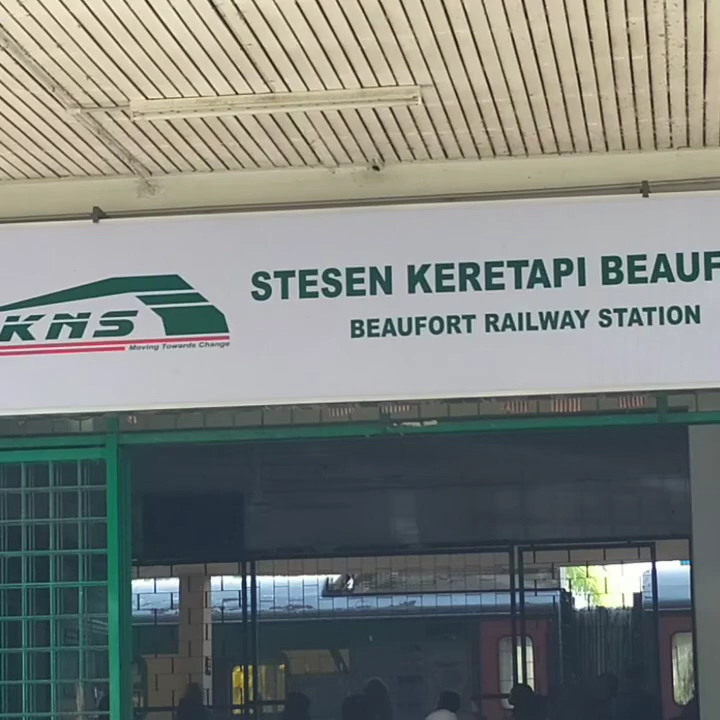 STESEN KERETAPI BEAUF
BEAUFORT RAILWAY STATION
KNS
Moving Towards Change